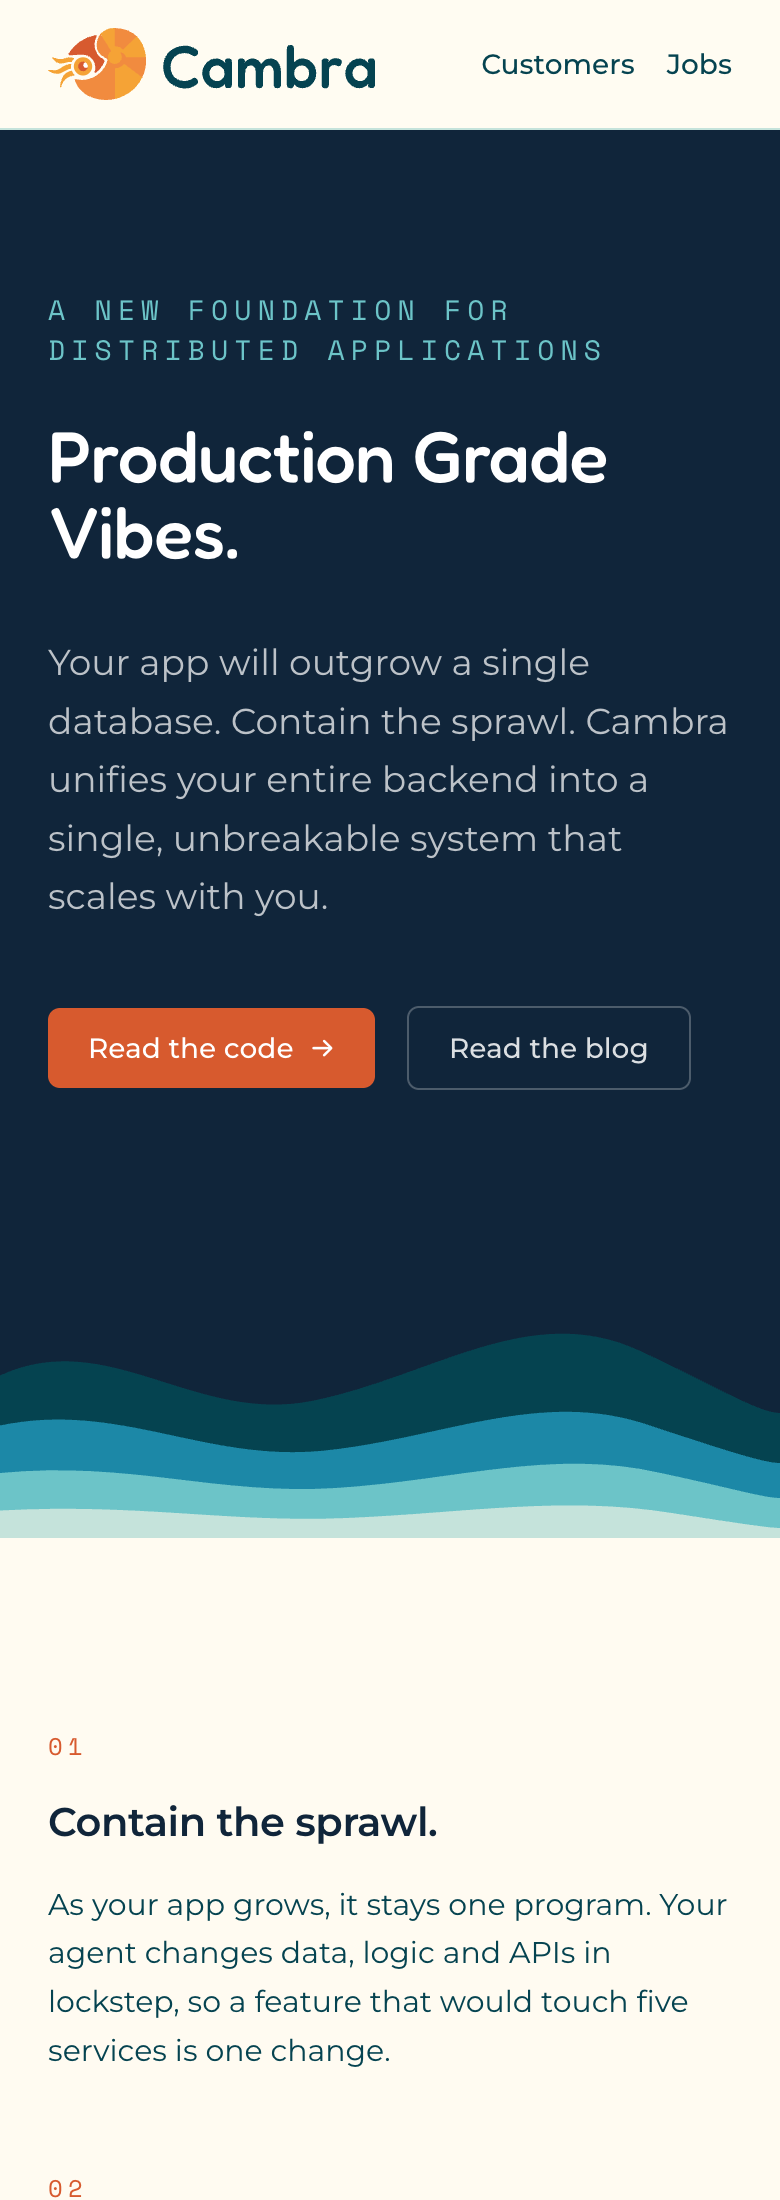 Cambra
Customers Jobs
A NEW FOUNDATION FOR
DISTRIBUTED APPLICATIONS
Production Grade
Vibes.
Your app will outgrow a single
database. Contain the sprawl. Cambra
unifies your entire backend into a
single, unbreakable system that
scales with you.
Read the code →
Read the blog
01
Contain the sprawl.
As your app grows, it stays one program. Your
agent changes data, logic and APIs in
lockstep, so a feature that would touch five
services is one change.
02